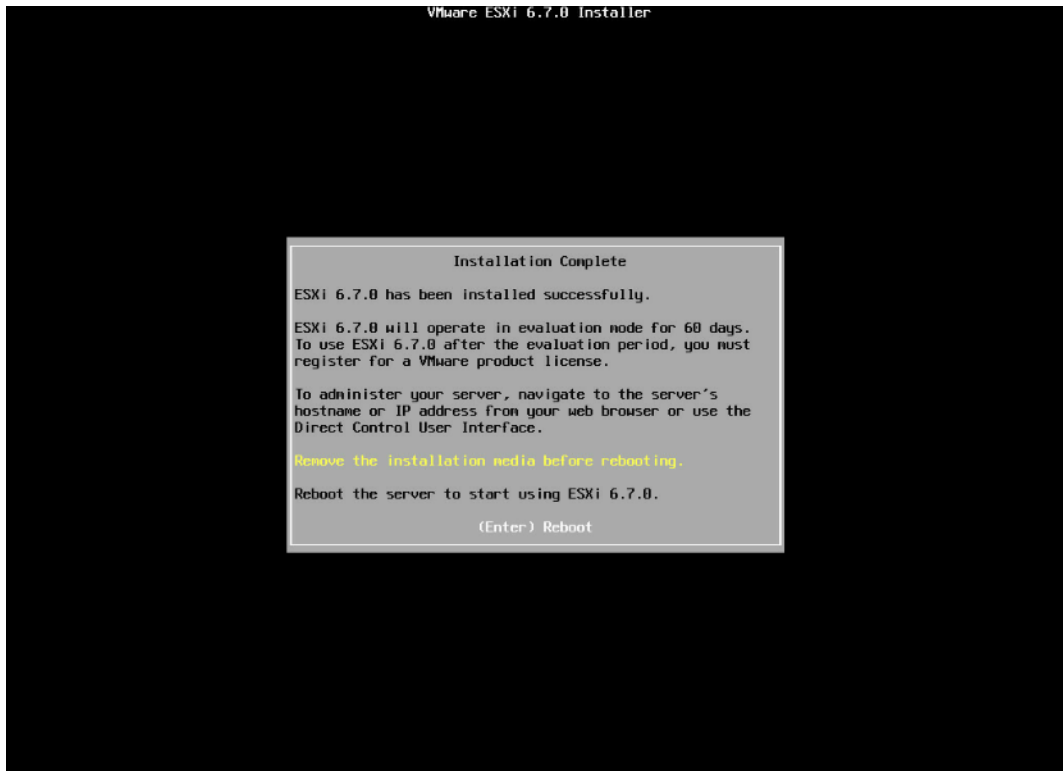 VMware ESXi 6.7.0 Installer
Installation Complete
ESXi 6.7.0 has been installed successfully.
ESXi 6.7.0 will operate in evaluation mode for 60 days.
To use ESXi 6.7.0 after the evaluation period, you must
register for a VMware product license.
To administer your server, navigate to the server's
hostname or IP address from your web browser or use the
Direct Control User Interface.
Remove the installation media before rebooting.
Reboot the server to start using ESXi 6.7.0.
(Enter) Reboot